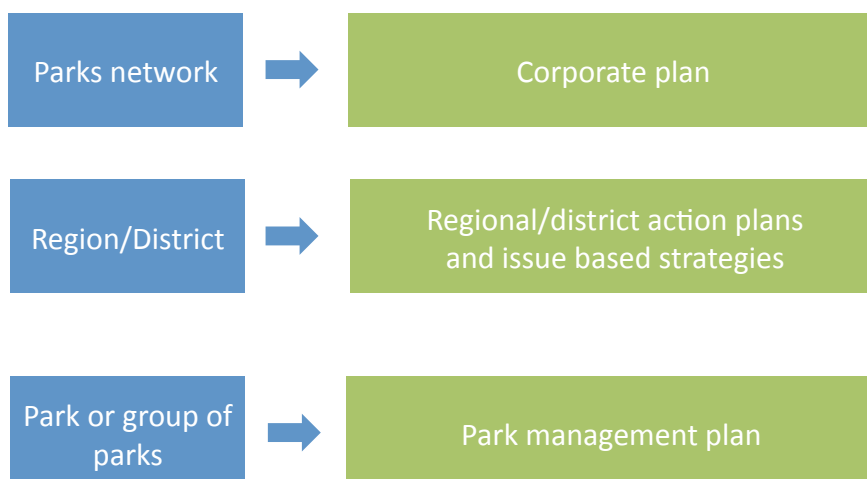 Parks network
Corporate plan
Region/District
Regional/district action plans
and issue based strategies
Park or group of
parks
Park management plan